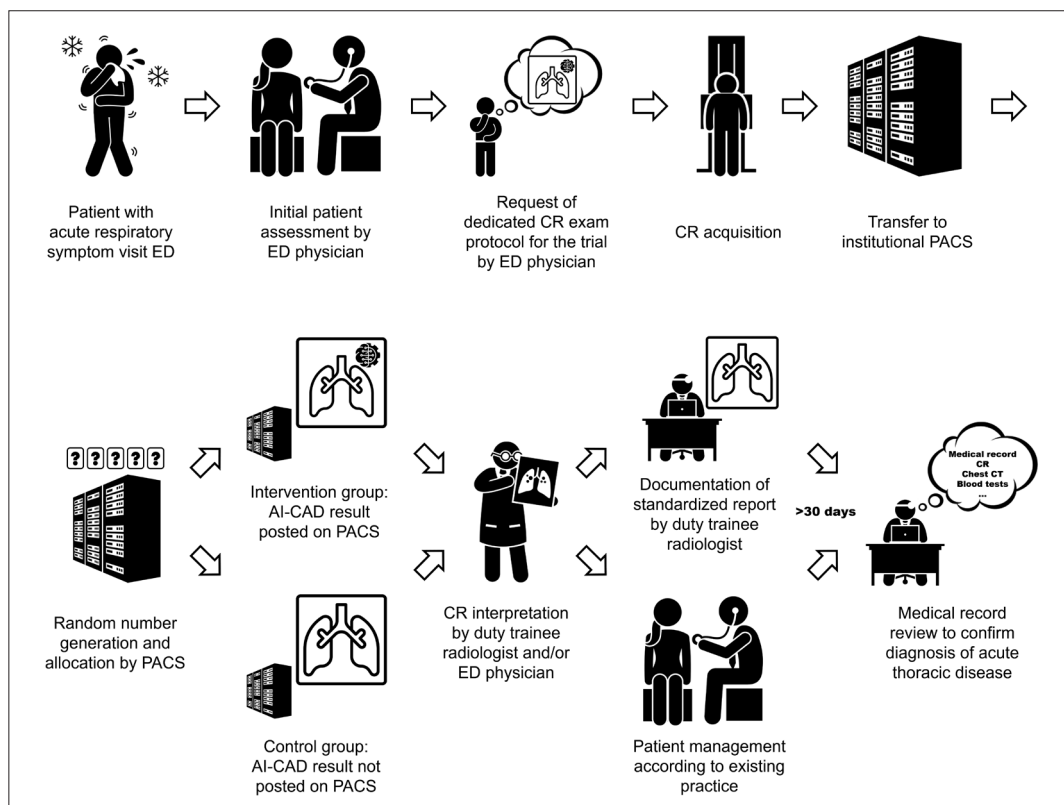 Patient with
acute respiratory
symptom visit ED
Initial patient
assessment by
ED physician
Request of
dedicated CR exam
protocol for the trial
by ED physician
CR acquisition
Transfer to
institutional PACS
? ? ? ? ?
Random number
generation and
allocation by PACS
Intervention group:
AI-CAD result
posted on PACS
Control group:
AI-CAD result not
posted on PACS
CR interpretation
by duty trainee
radiologist and/or
ED physician
Documentation of
standardized report
by duty trainee
radiologist
Patient management
according to existing
practice
>30 days
Medical record
CR
Chest CT
Blood tests
...
Medical record
review to confirm
diagnosis of acute
thoracic disease